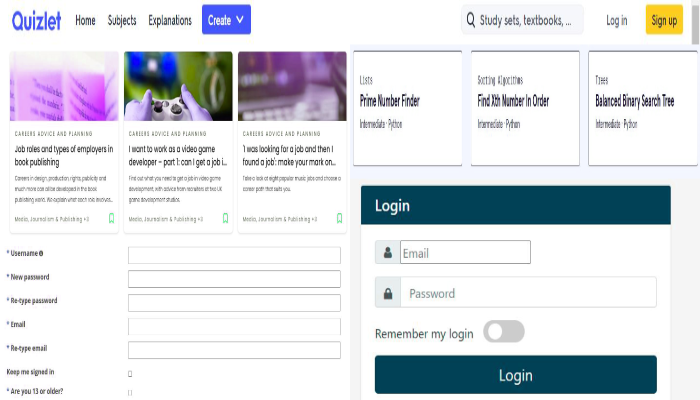 Quizlet Home Subjects Explanations Create Study sets, textbooks, ... Log in Sign up
CAREERS ADVICE AND PLANNING
Job roles and types of employers in
book publishing
Careers in design, production, rights, publicity and
much more can all be developed in the book
publishing world. We explain what each role involves...
Media, Journalism & Publishing +3
CAREERS ADVICE AND PLANNING
I want to work as a video game
developer – part 1: can I get a job i...
Find out what you need to get a job in video game
development, with advice from recruiters at two UK
game development studios.
Media, Journalism & Publishing +3
CAREERS ADVICE AND PLANNING
'I was looking for a job and then I
found a job': make your mark on...
Take a look at eight popular music jobs and choose a
career path that suits you.
Media, Journalism & Publishing +3
Lists
Prime Number Finder
Intermediate · Python
Sorting Algorithms
Find Xth Number In Order
Intermediate · Python
Trees
Balanced Binary Search Tree
Intermediate · Python
* Username
* New password
* Re-type password
* Email
* Re-type email
Keep me signed in
* Are you 13 or older?
Login
Email
Password
Remember my login
Login